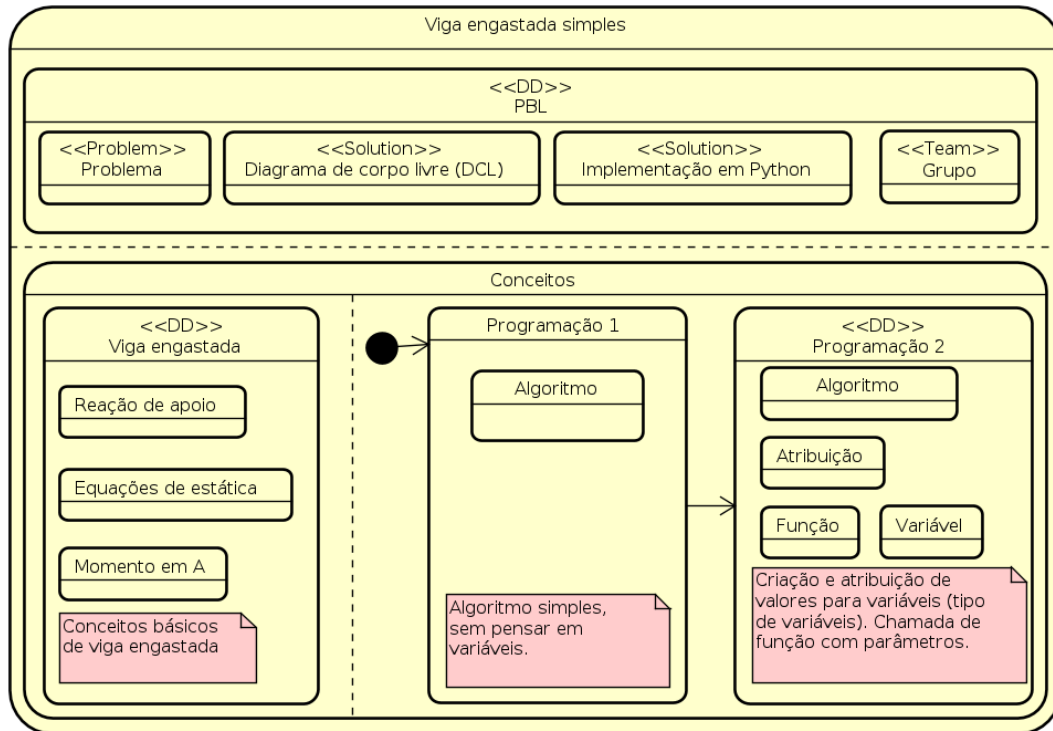 Viga engastada simples
<<DD>>
PBL
<<Problem>>
Problema
<<Solution>>
Diagrama de corpo livre (DCL)
<<Solution>>
Implementação em Python
<<Team>>
Grupo
Conceitos
<<DD>>
Viga engastada
Reação de apoio
Equações de estática
Momento em A
Conceitos básicos
de viga engastada
Programação 1
Algoritmo
Algoritmo simples,
sem pensar em
variáveis.
<<DD>>
Programação 2
Algoritmo
Atribuição
Função
Variável
Criação e atribuição de
valores para variáveis (tipo
de variáveis). Chamada de
função com parâmetros.